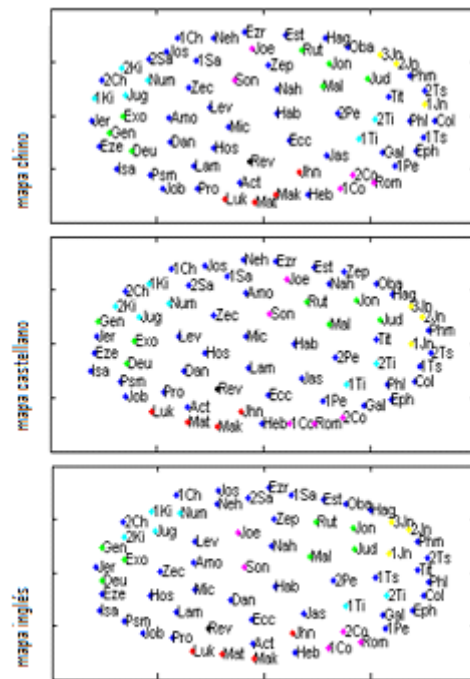 mapa chino
1Ch Neh Ezr Est Hag
Jos Joe Rut Oba 3Jn
2Ki 2Sa 1Sa Zep Jon 2Jn
2Ch Num Son Mal Jud Phm
1Ki Jug Zec Nah Tit 2Ts
Lev Hab 2Pe 1Jn
Jer Exo Amo Mic 2Ti Phl Col
Gen Dan Ecc 1Ti 1Ts
Eze Deu Hos Jas Gal Eph
Isa Psm Lam Rev Jhn 2Co 1Pe
Job Pro Act Mak Heb 1Co Rom
Luk Mat
mapa castellano
1Ch Jos Neh Ezr Est Zep
1Ki 2Sa 1Sa Joe Nah Oba
2Ch Amo Hag
2Ki Num Rut Jon 3Jn
Gen Jug Zec Son Mal Jud 2Jn
Jer Exo Lev Mic Hab Tit 1Jn Phm
Eze Hos 2Pe 2Ts
Isa Deu Dan Lam 2Ti 1Ts
Psm Rev Jas 1Ti Phl Col
Job Pro Ecc 1Pe Gal Eph
Luk Act Jhn
Mat Mak Heb 1Co Rom 2Co
mapa inglés
1Ch Jos Ezr 1Sa Est
Neh 2Sa Oba
2Ch 1Ki Num Zep Rut Hag 3Jn
2Ki Jug Joe Jon 2Jn
Gen Lev Nah Jud Phm
Jer Exo Amo Son Mal 1Jn 2Ts
Deu Zec 2Pe 1Ts Tit
Eze Hos Mic Hab Phl
Isa Lam Dan 1Ti Col
Psm Ecc Jas Gal Eph
Job Pro Rev Jhn 2Co 1Pe
Luk Mat Act Mak Heb 1Co Rom